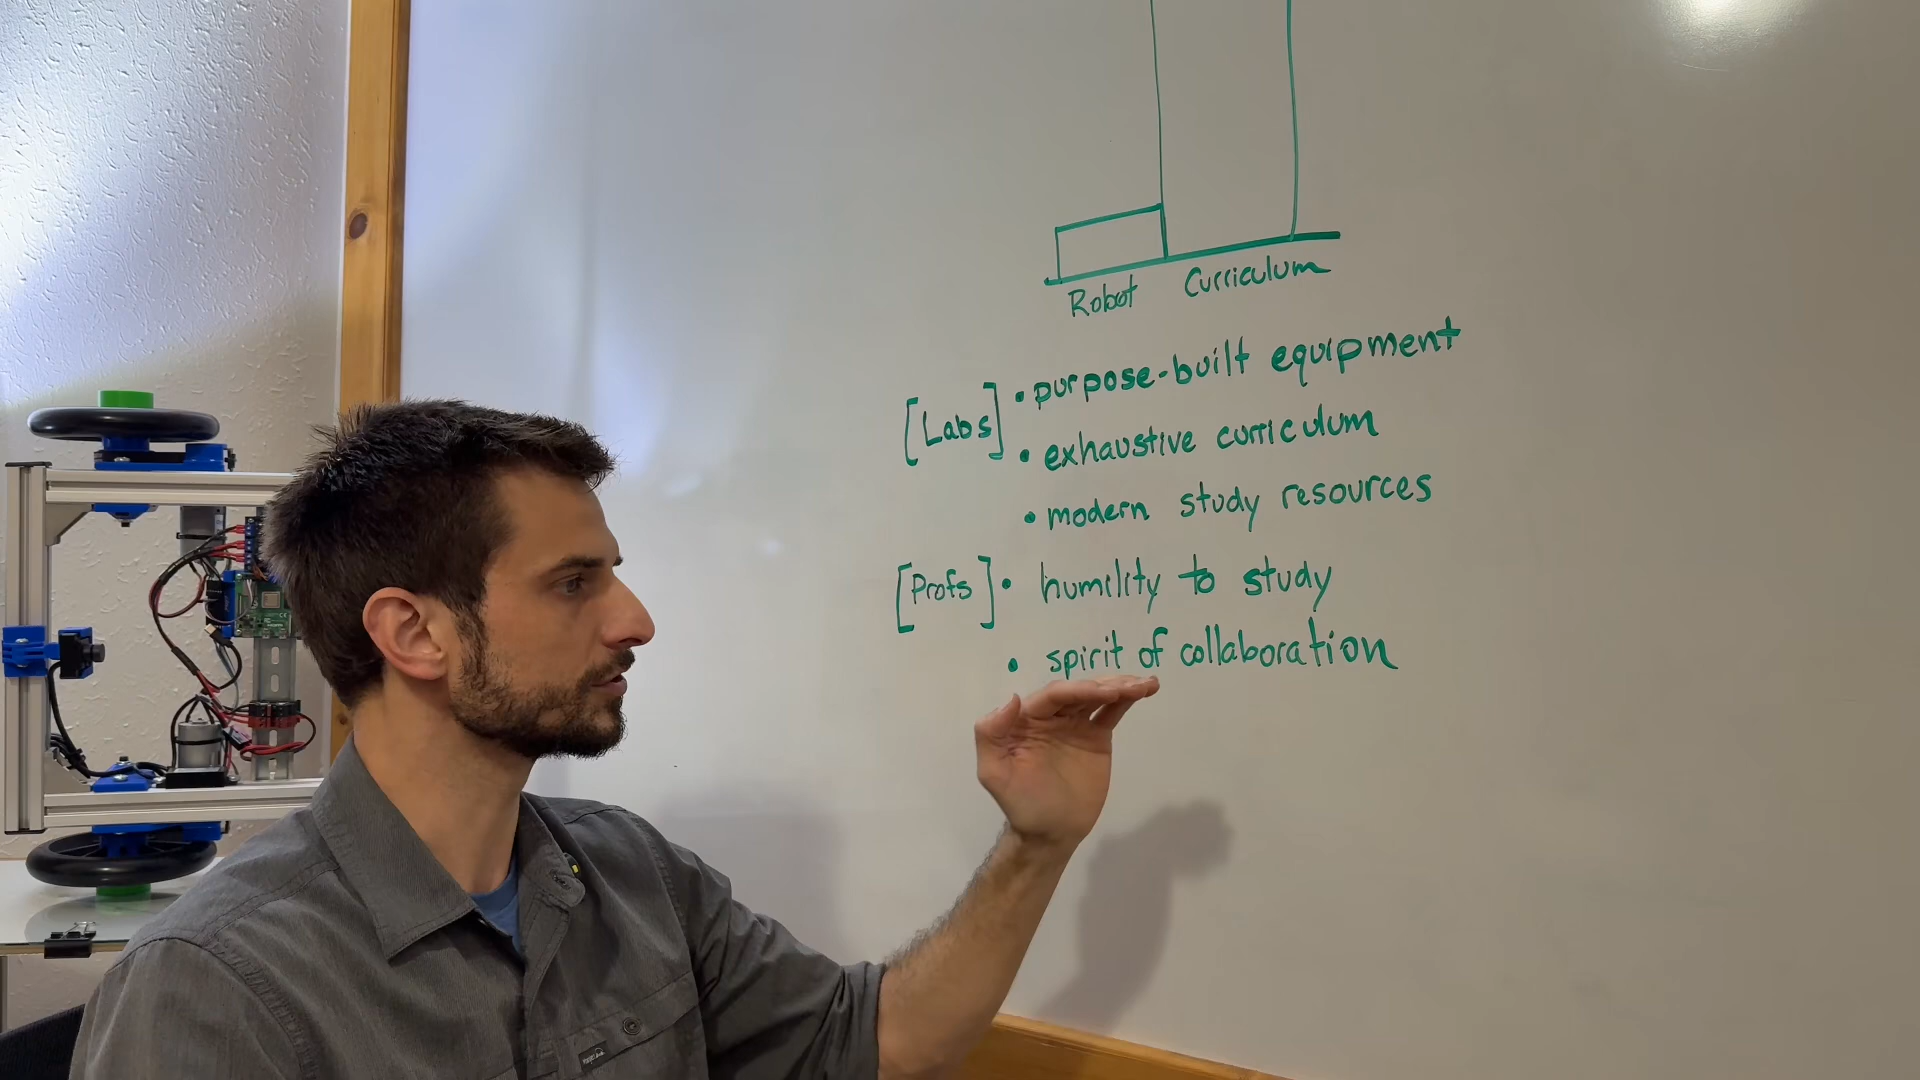 Robot Curriculum
[Labs] • purpose-built equipment
• exhaustive curriculum
• modern study resources
[Profs] • humility to study
• spirit of collaboration